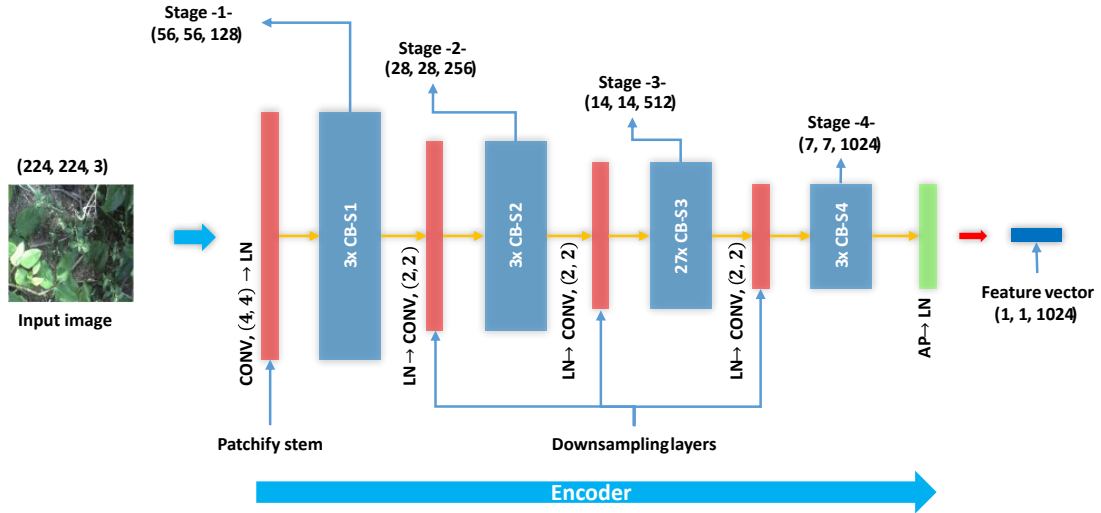 Stage -1-
(56, 56, 128)
Stage -2-
(28, 28, 256)
Stage -3-
(14, 14, 512)
Stage -4-
(7, 7, 1024)
(224, 224, 3)
Input image
CONV, (4, 4) → LN
3x CB-S1
LN→ CONV, (2, 2)
3x CB-S2
LN→ CONV, (2, 2)
27x CB-S3
LN→ CONV, (2, 2)
3x CB-S4
AP→ LN
Feature vector
(1, 1, 1024)
Patchify stem
Downsampling layers
Encoder